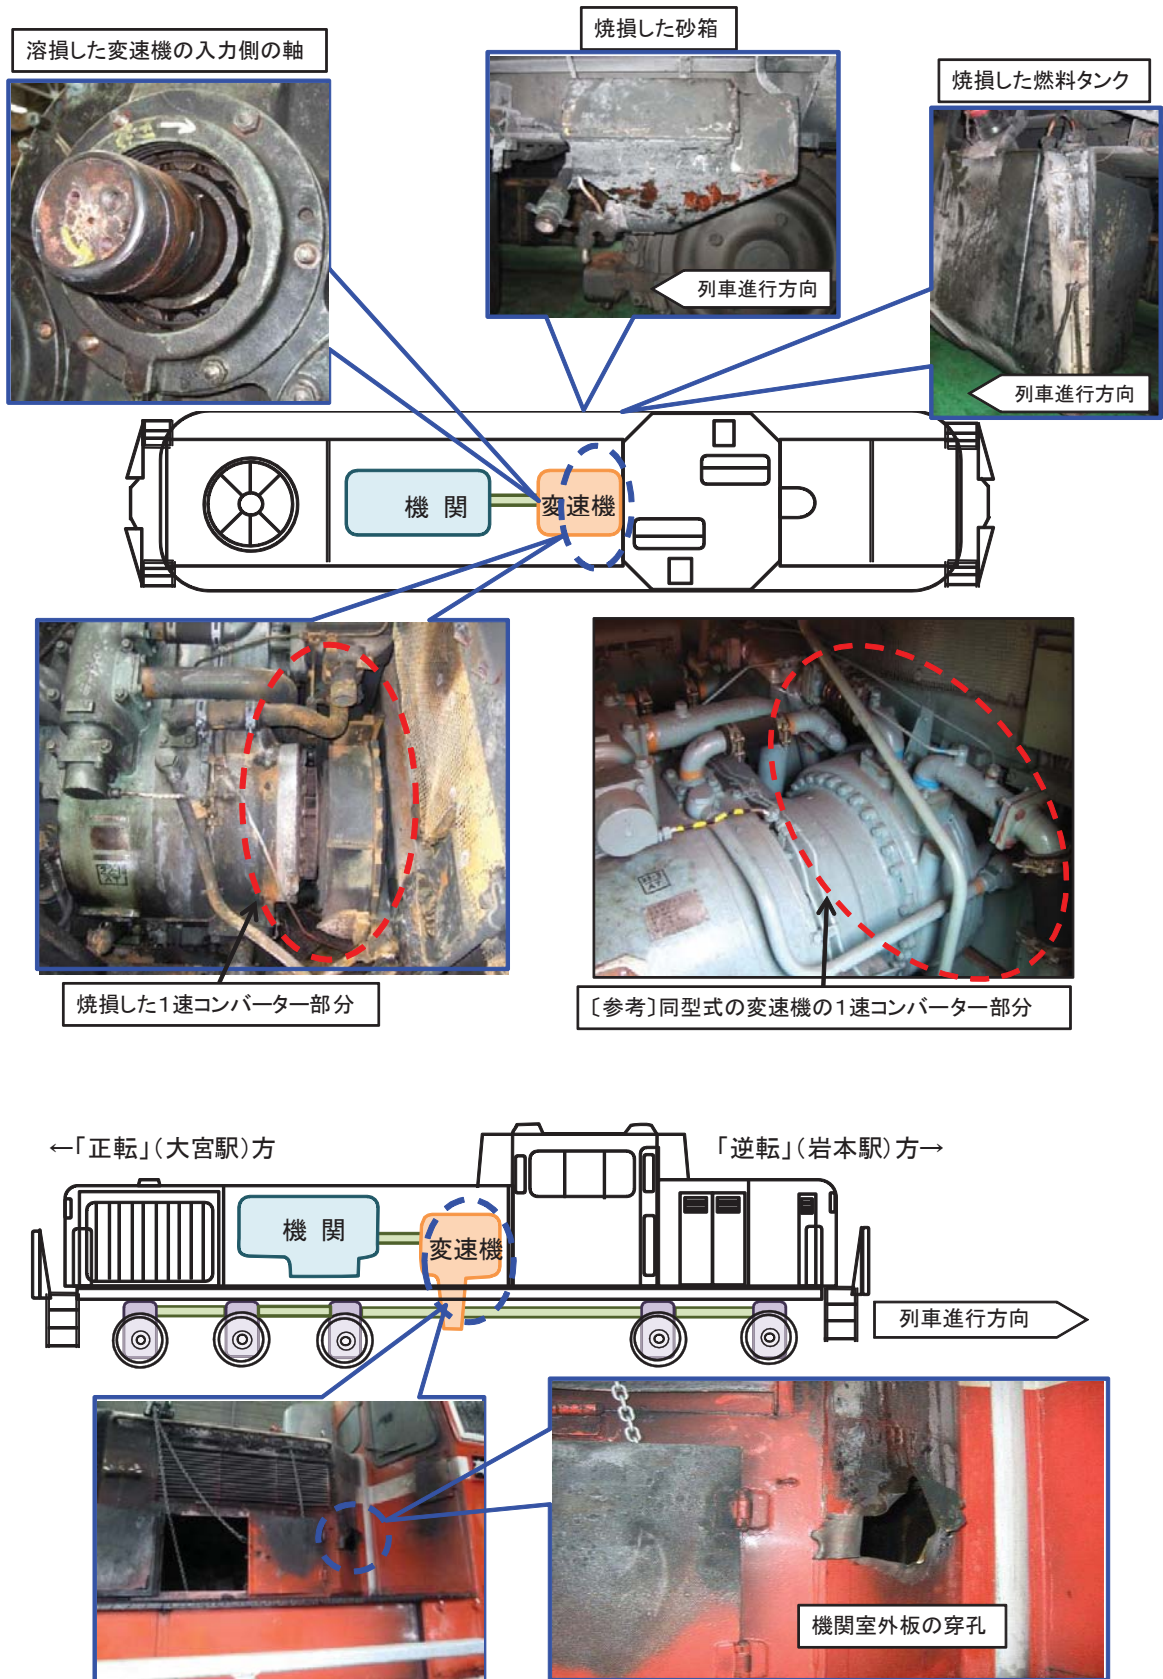 焼損した砂箱
溶損した変速機の入力側の軸
焼損した燃料タンク
列車進行方向
列車進行方向
機 関
変速機
焼損した1速コンバーター部分
〔参考〕同型式の変速機の1速コンバーター部分
←「正転」(大宮駅)方
「逆転」(岩本駅)方→
機 関
変速機
列車進行方向
機関室外板の穿孔